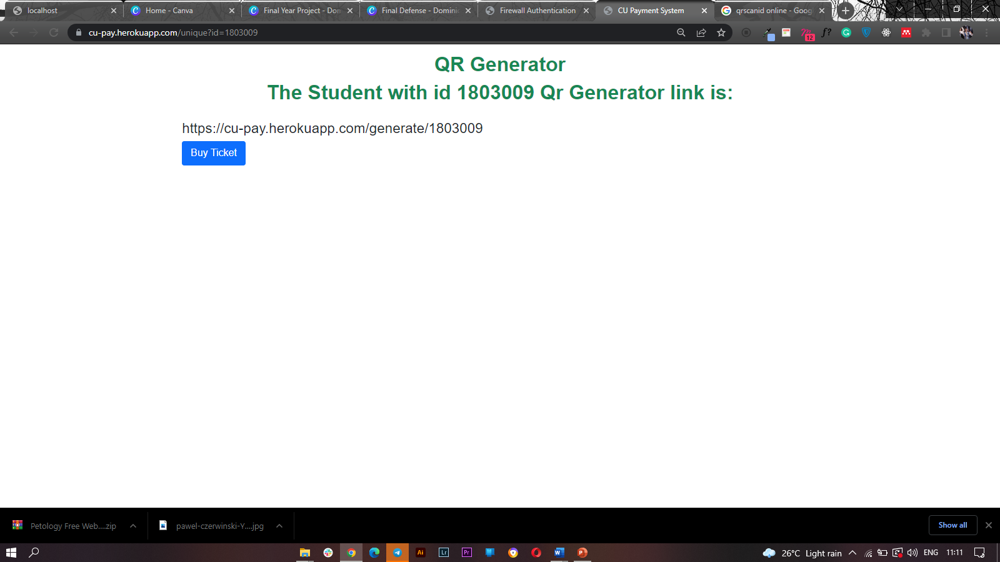 localhost
Home - Canva
Final Year Project - Don
Final Defense - Dominic
Firewall Authentication
CU Payment System
qrscanid online - Goog
cu-pay.herokuapp.com/unique?id=1803009
12
f?
QR Generator
The Student with id 1803009 Qr Generator link is:
https://cu-pay.herokuapp.com/generate/1803009
Buy Ticket
Petology Free Web....zip
pawel-czerwinski-Y....jpg
Show all
Ai
Lr
Pr
26°C Light rain
ENG
11:11